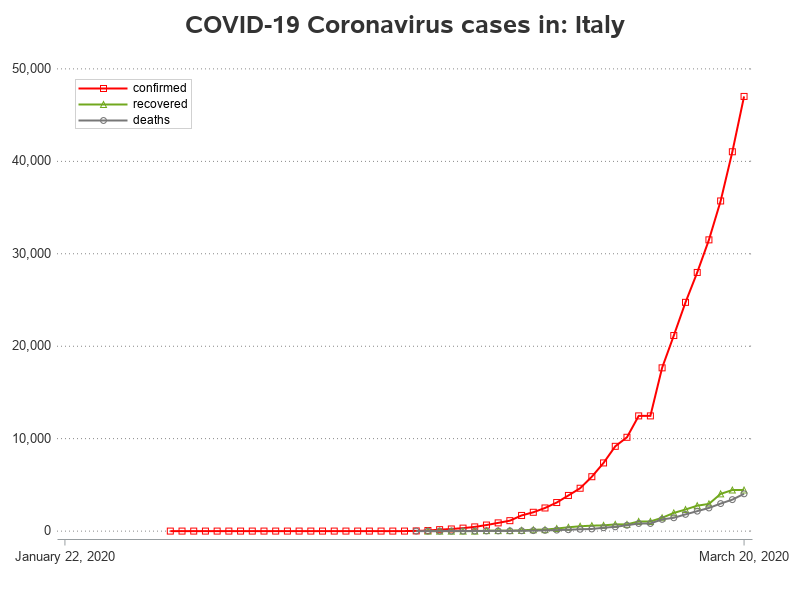 COVID-19 Coronavirus cases in: Italy
50,000
confirmed
recovered
deaths
40,000
30,000
20,000
10,000
0
January 22, 2020
March 20, 2020